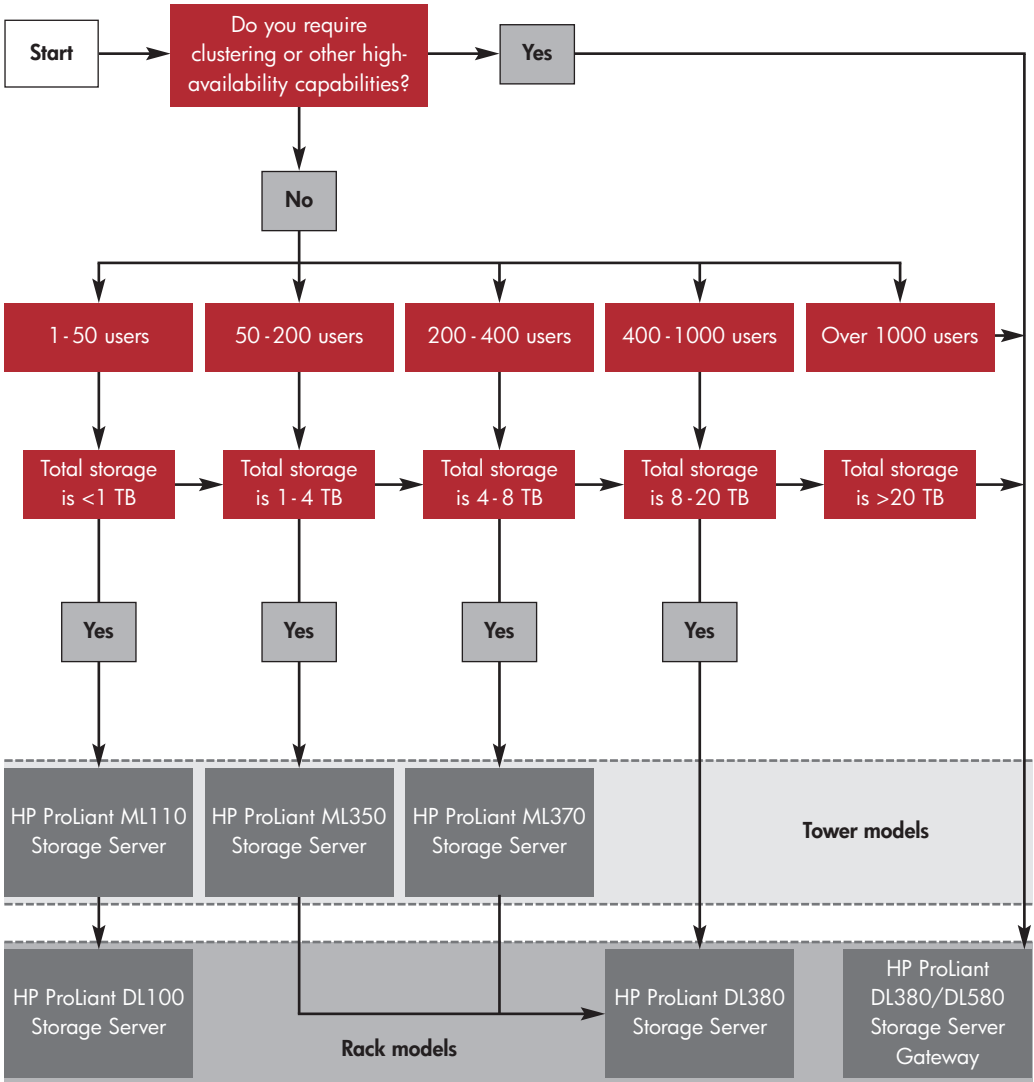 Start
Do you require
clustering or other high-
availability capabilities?
Yes
No
1-50 users
50-200 users
200-400 users
400-1000 users
Over 1000 users
Total storage
is <1 TB
Total storage
is 1-4 TB
Total storage
is 4-8 TB
Total storage
is 8-20 TB
Total storage
is >20 TB
Yes
Yes
Yes
Yes
HP ProLiant ML110
Storage Server
HP ProLiant ML350
Storage Server
HP ProLiant ML370
Storage Server
Tower models
HP ProLiant DL100
Storage Server
Rack models
HP ProLiant DL380
Storage Server
HP ProLiant
DL380/DL580
Storage Server
Gateway